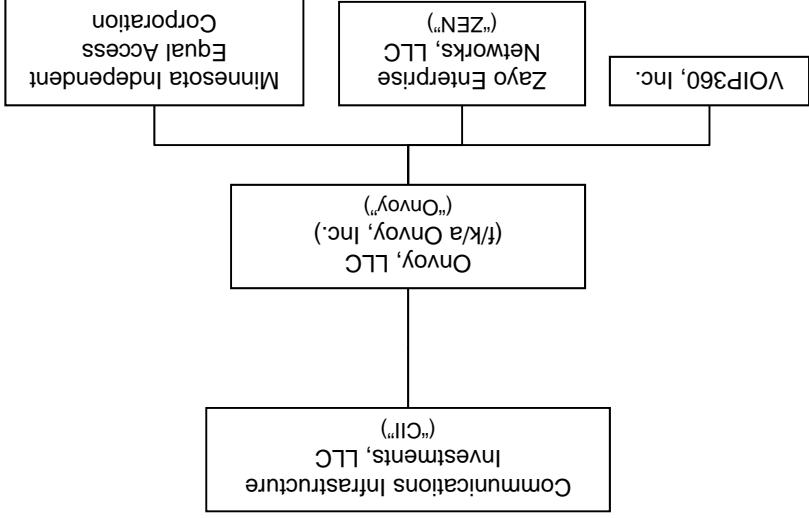 Communications Infrastructure
Investments, LLC
("CII")
Onvoy, LLC
(f/k/a Onvoy, Inc.)
("Onvoy")
VOIP360, Inc.
Zayo Enterprise
Networks, LLC
("ZEN")
Minnesota Independent
Equal Access
Corporation